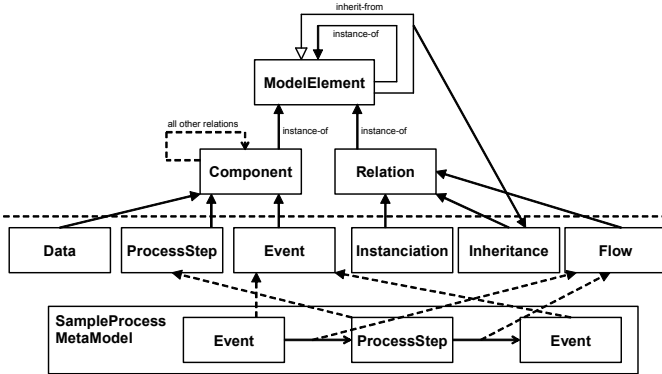 inherit-from
instance-of
ModelElement
all other relations
instance-of
instance-of
Component
Relation
Data
ProcessStep
Event
Instanciation
Inheritance
Flow
SampleProcess
MetaModel
Event
ProcessStep
Event